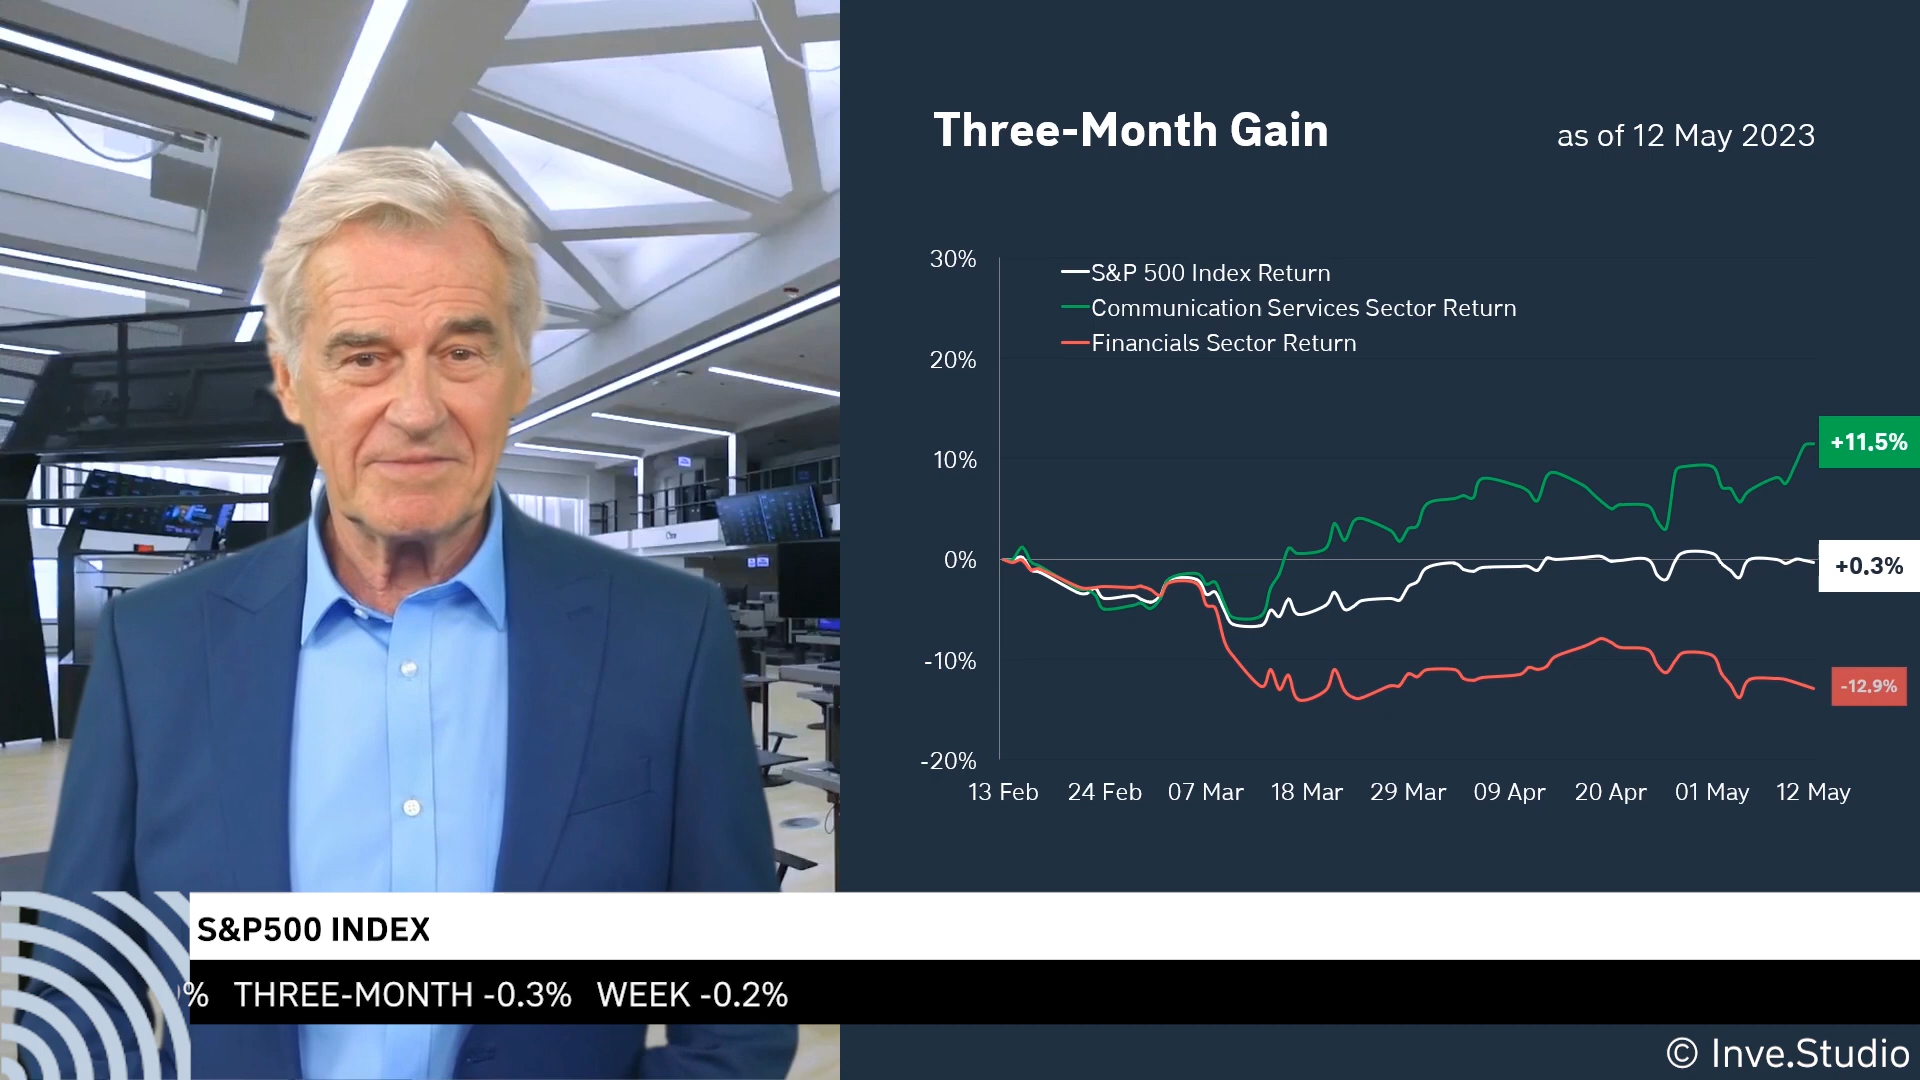 Three-Month Gain
as of 12 May 2023
30%
20%
10%
0%
-10%
-20%
S&P 500 Index Return
Communication Services Sector Return
Financials Sector Return
+11.5%
+0.3%
-12.9%
13 Feb 24 Feb 07 Mar 18 Mar 29 Mar 09 Apr 20 Apr 01 May 12 May
S&P500 INDEX
% THREE-MONTH -0.3% WEEK -0.2%
© Inve.Studio